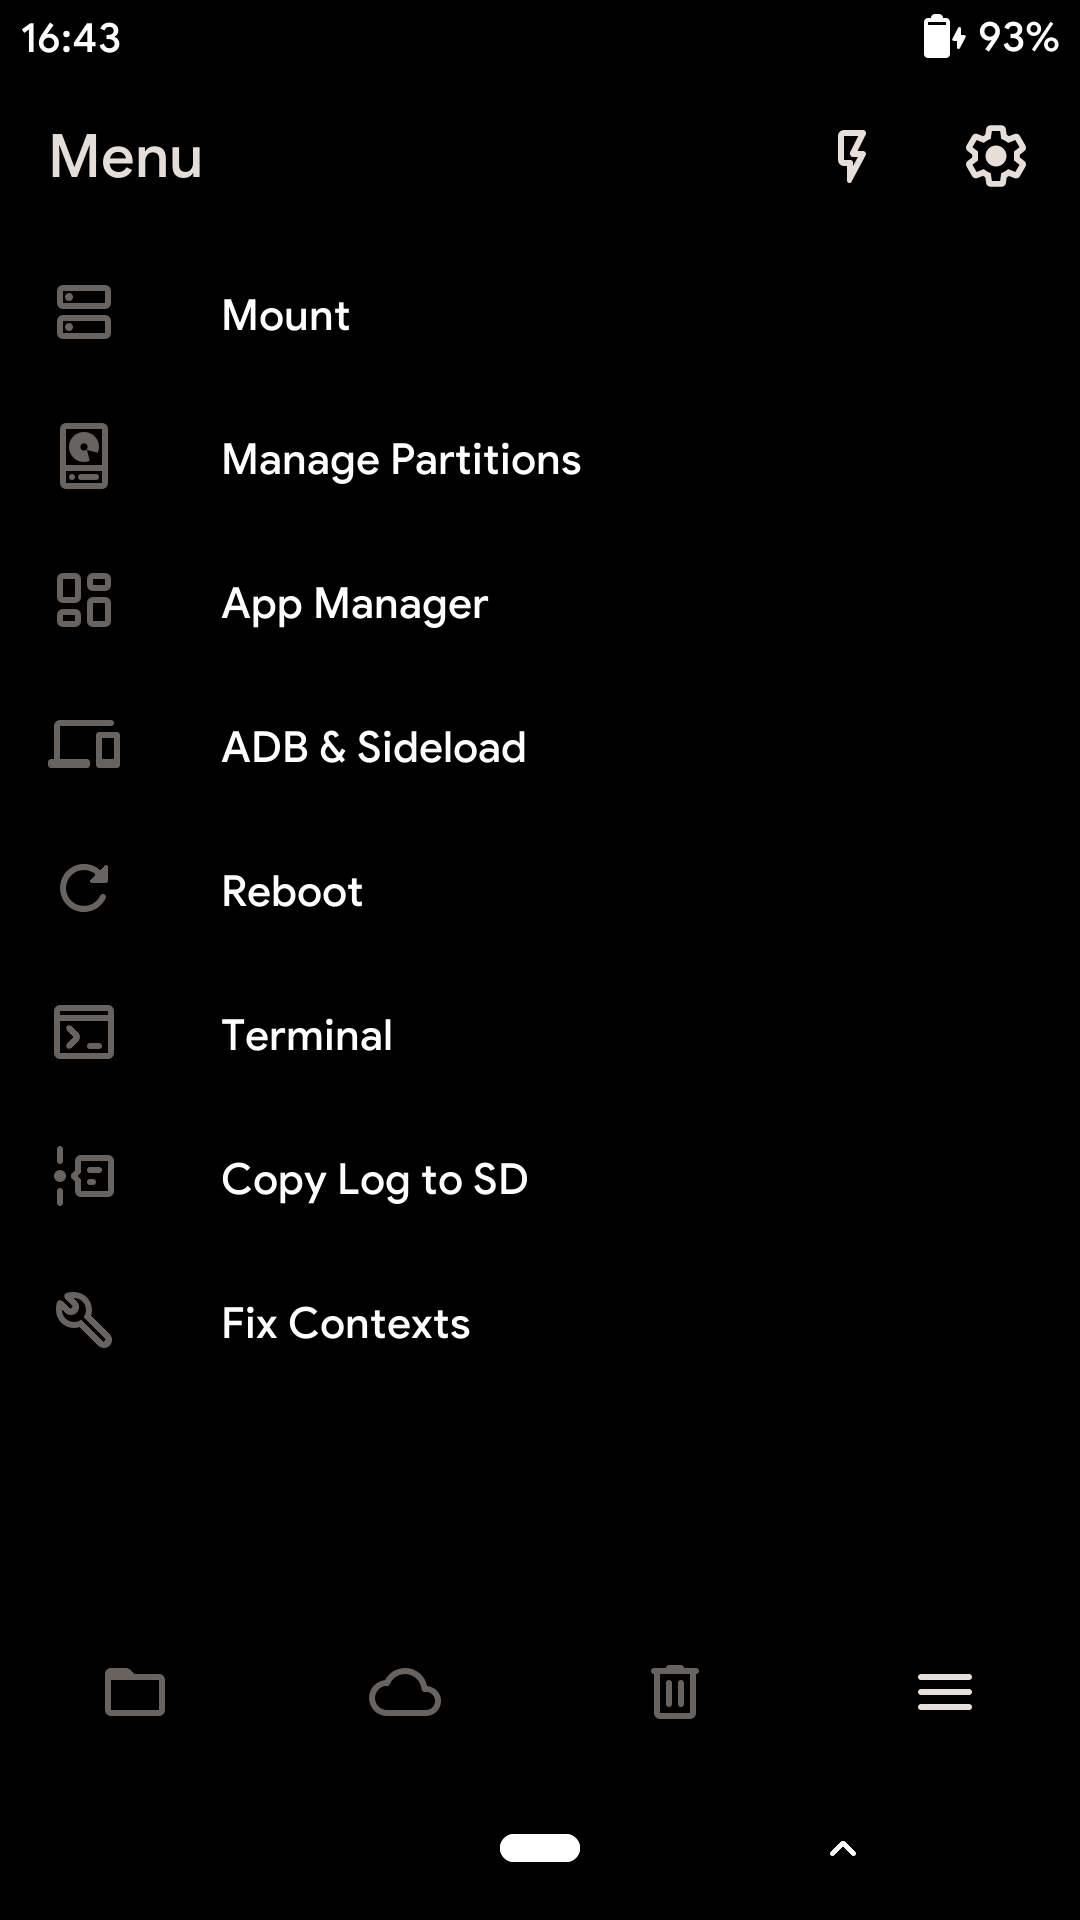 16:43
93%
Menu
Mount
Manage Partitions
App Manager
ADB & Sideload
Reboot
Terminal
Copy Log to SD
Fix Contexts